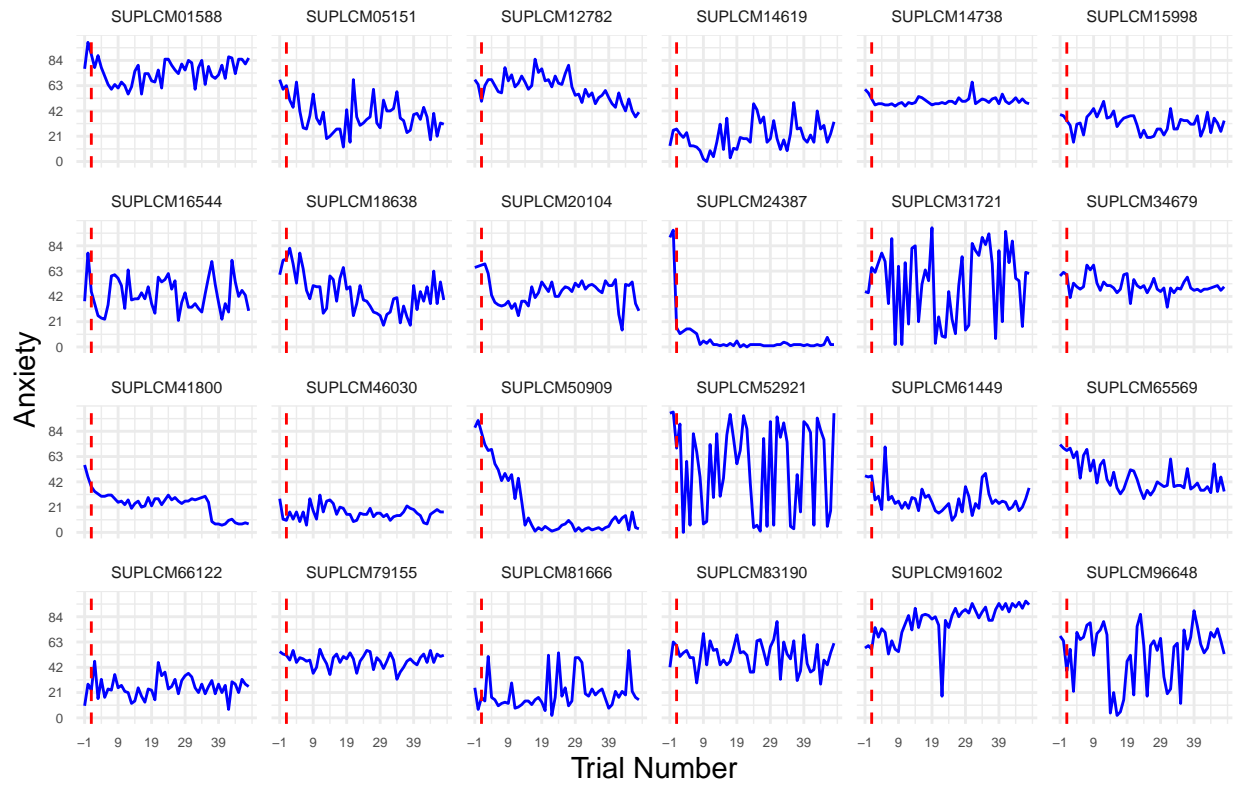 SUPLCM01588 SUPLCM05151 SUPLCM12782 SUPLCM14619 SUPLCM14738 SUPLCM15998
84
63
42
21
0
SUPLCM16544 SUPLCM18638 SUPLCM20104 SUPLCM24387 SUPLCM31721 SUPLCM34679
84
63
42
21
0
Anxiety
SUPLCM41800 SUPLCM46030 SUPLCM50909 SUPLCM52921 SUPLCM61449 SUPLCM65569
84
63
42
21
0
SUPLCM66122 SUPLCM79155 SUPLCM81666 SUPLCM83190 SUPLCM91602 SUPLCM96648
84
63
42
21
0
−1 9 19 29 39 −1 9 19 29 39 −1 9 19 29 39 −1 9 19 29 39 −1 9 19 29 39 −1 9 19 29 39
Trial Number